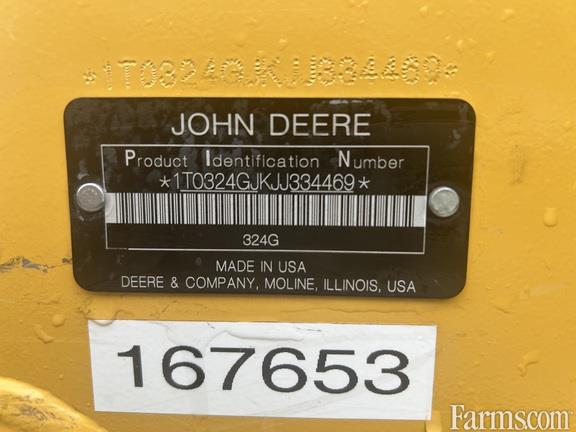 *1T0324GJKJJ334469*
JOHN DEERE
Product Identification Number
*1T0324GJKJJ334469*
324G
MADE IN USA
DEERE & COMPANY, MOLINE, ILLINOIS, USA
167653
Farms.com